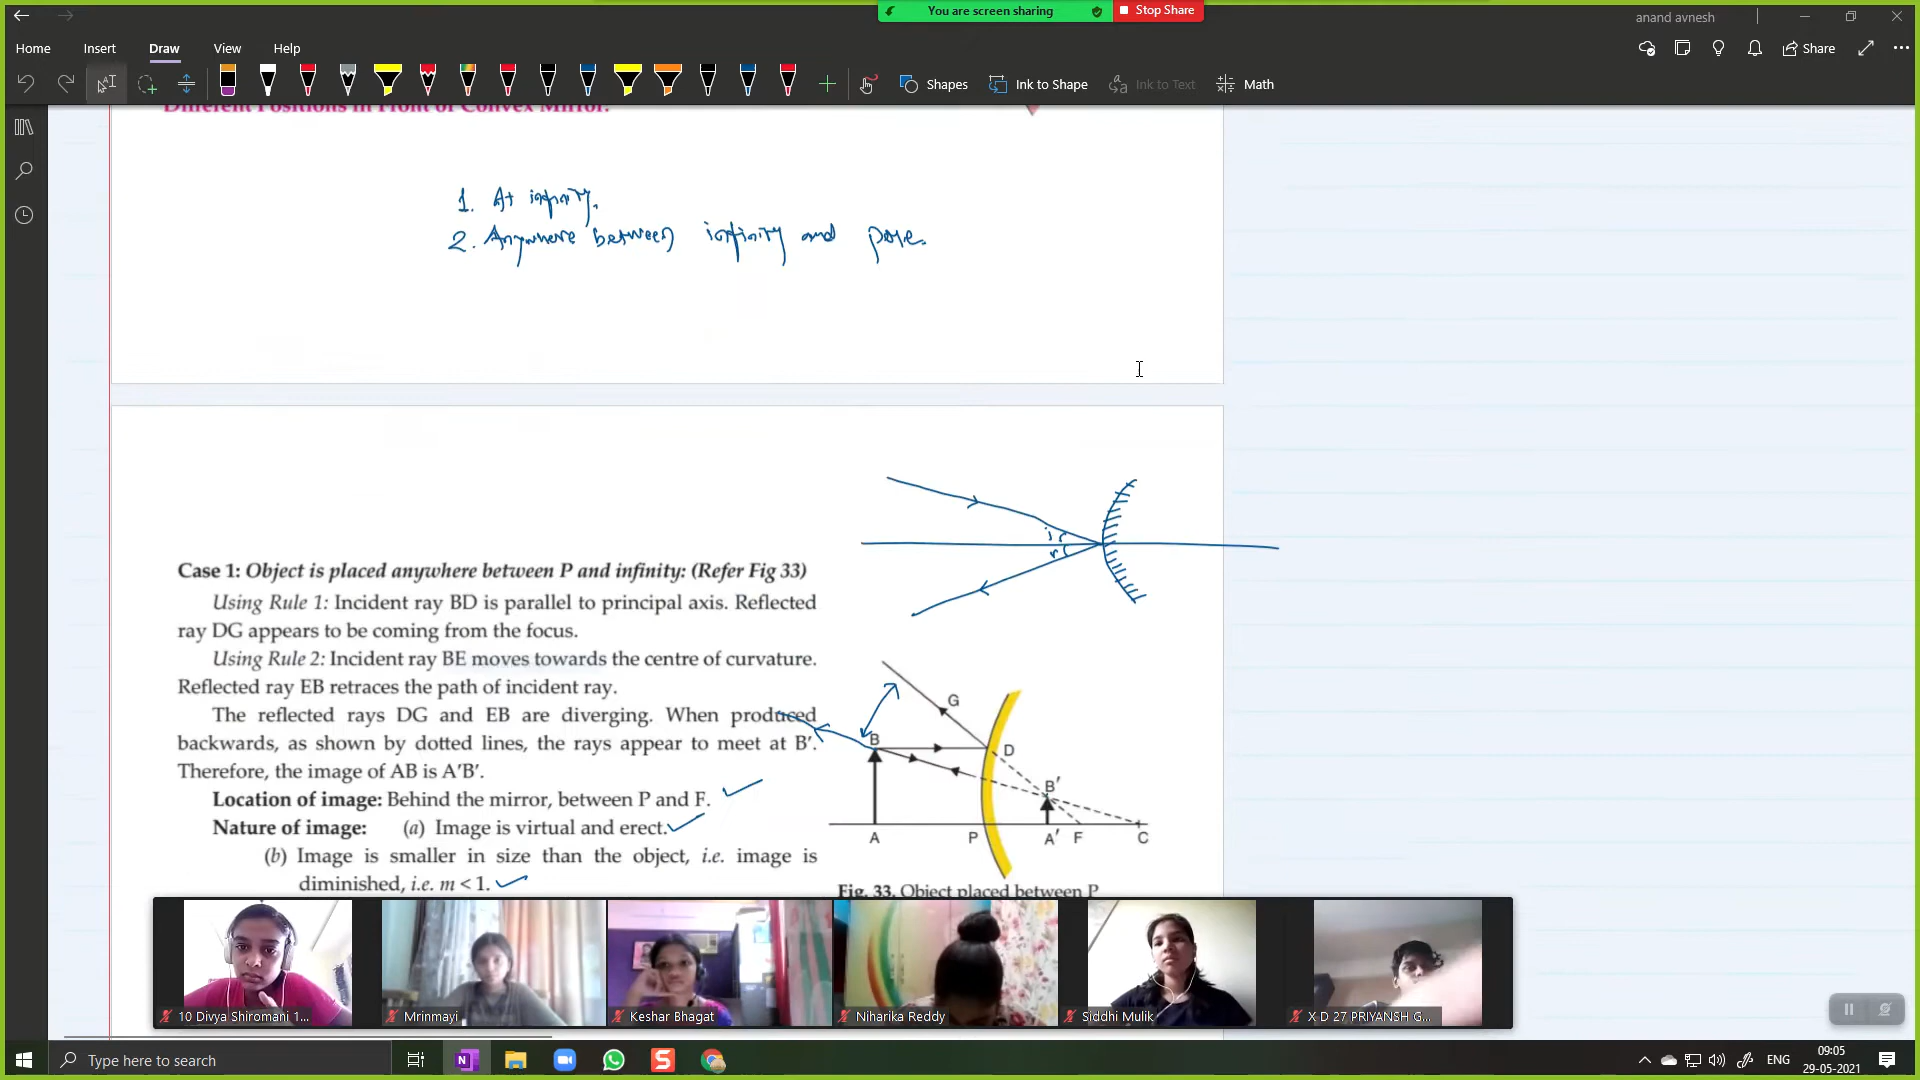 You are screen sharing
Stop Share
anand avnesh
Home Insert Draw View Help
Share
Shapes Ink to Shape Ink to Text Math
Different Positions in Front of Convex Mirror.
1. At infinity.
2. Anywhere between infinity and pole.
i
r
Case 1: Object is placed anywhere between P and infinity: (Refer Fig 33)
Using Rule 1: Incident ray BD is parallel to principal axis. Reflected
ray DG appears to be coming from the focus.
Using Rule 2: Incident ray BE moves towards the centre of curvature.
Reflected ray EB retraces the path of incident ray.
The reflected rays DG and EB are diverging. When produced
backwards, as shown by dotted lines, the rays appear to meet at B′.
Therefore, the image of AB is A′B′.
Location of image: Behind the mirror, between P and F.
Nature of image: (a) Image is virtual and erect.
(b) Image is smaller in size than the object, i.e. image is
diminished, i.e. m < 1.
G
B D
B′
A P A′ F C
Fig. 33. Object placed between P
10 Divya Shiromani 1...
Mrinmayi
Keshar Bhagat
Niharika Reddy
Siddhi Mulik
X D 27 PRIYANSH G...
Type here to search
ENG
09:05
29-05-2021